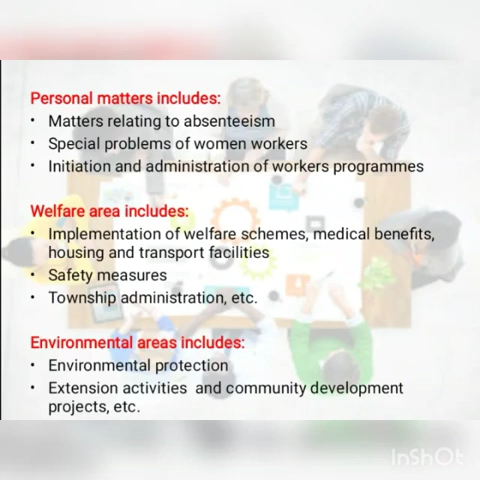 Personal matters includes:
• Matters relating to absenteeism
• Special problems of women workers
• Initiation and administration of workers programmes
Welfare area includes:
• Implementation of welfare schemes, medical benefits,
housing and transport facilities
• Safety measures
• Township administration, etc.
Environmental areas includes:
• Environmental protection
• Extension activities and community development
projects, etc.
InShOt